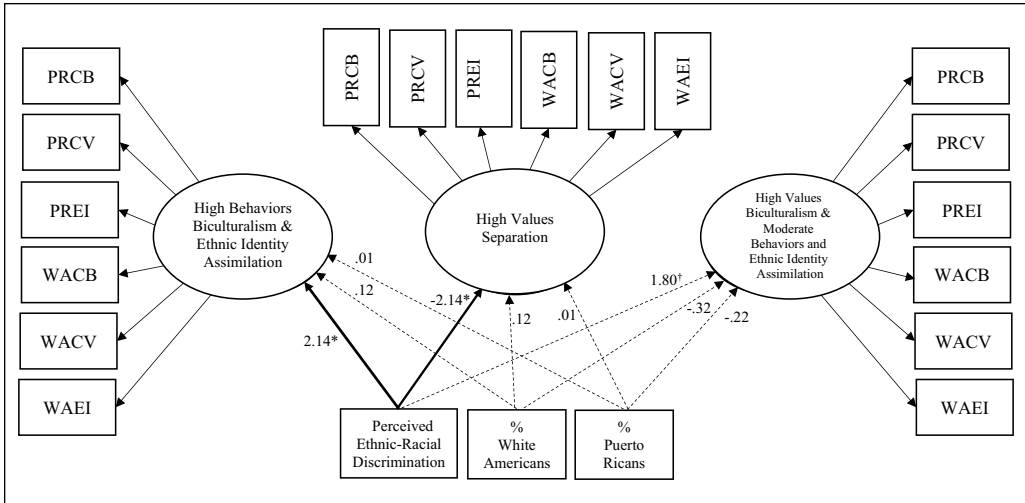 PRCB
PRCV
PREI
WACB
WACV
WAEI
High Behaviors
Biculturalism &
Ethnic Identity
Assimilation
PRCB
PRCV
PREI
WACB
WACV
WAEI
High Values
Separation
PRCB
PRCV
PREI
WACB
WACV
WAEI
High Values
Biculturalism &
Moderate
Behaviors and
Ethnic Identity
Assimilation
.01
.12
2.14*
-2.14*
.12
.01
1.80†
-.32
-.22
Perceived
Ethnic-Racial
Discrimination
%
White
Americans
%
Puerto
Ricans